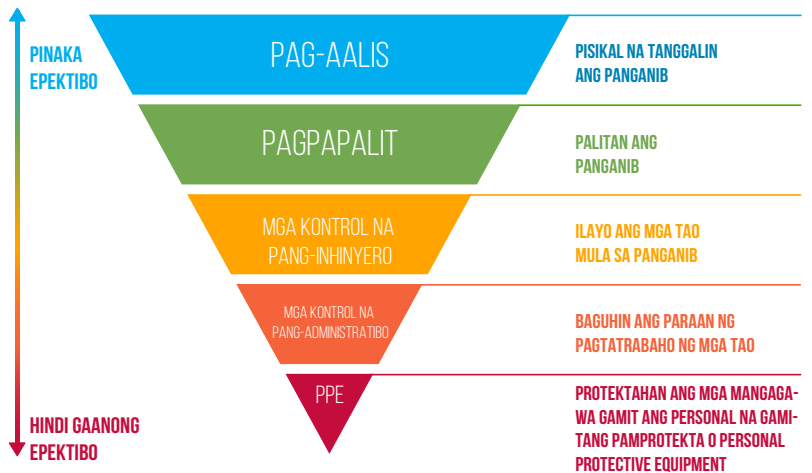 PINAKA
EPEKTIBO
PAG-AALIS
PISIKAL NA TANGGALIN
ANG PANGANIB
PAGPAPALIT
PALITAN ANG
PANGANIB
MGA KONTROL NA
PANG-INHINYERO
ILAYO ANG MGA TAO
MULA SA PANGANIB
MGA KONTROL NA
PANG-ADMINISTRATIBO
BAGUHIN ANG PARAAN NG
PAGTATRABAHO NG MGA TAO
PPE
PROTEKTAHAN ANG MGA MANGAGA-
WA GAMIT ANG PERSONAL NA GAMI-
TANG PAMPROTEKTA O PERSONAL
PROTECTIVE EQUIPMENT
HINDI GAANONG
EPEKTIBO